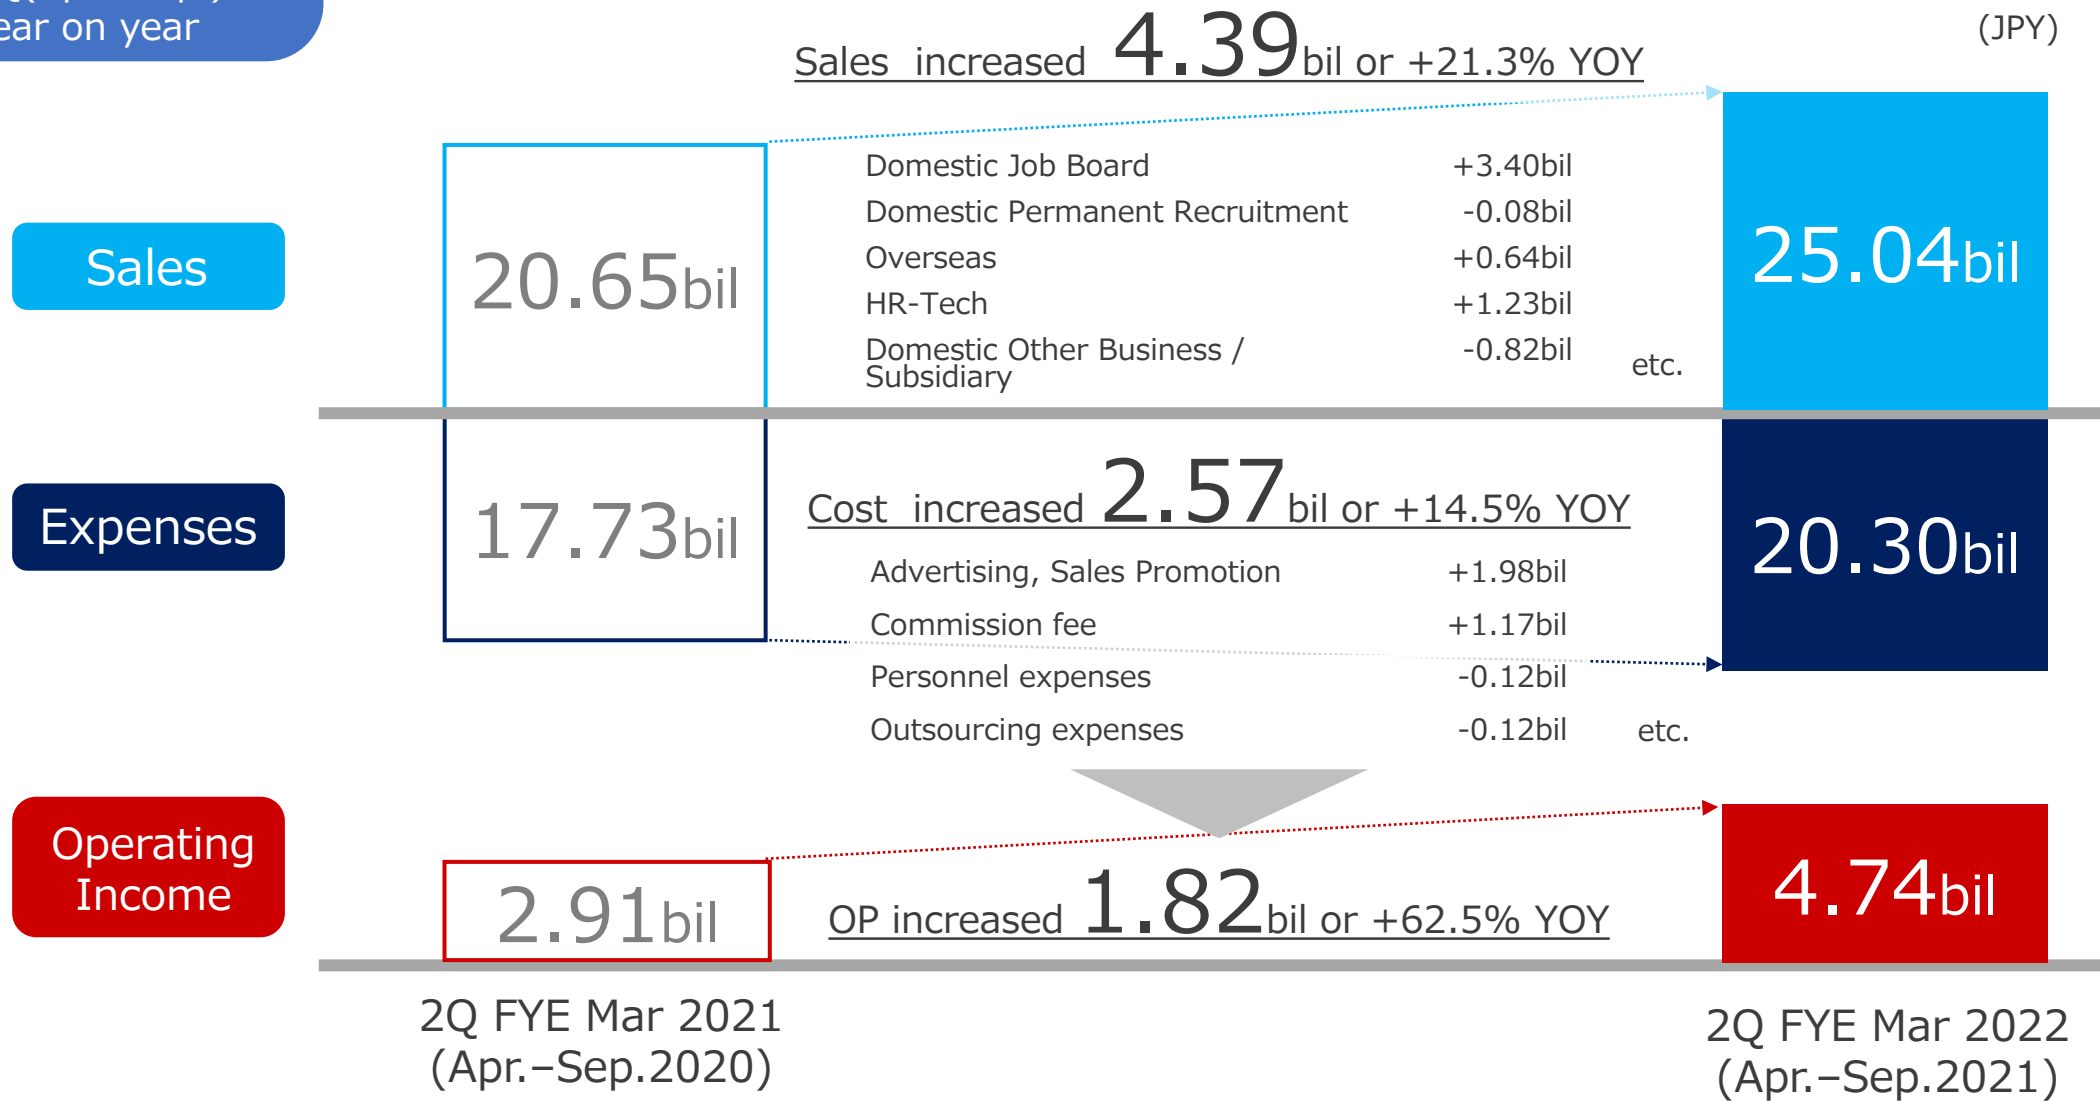 ear on year
(JPY)
Sales increased 4.39bil or +21.3% YOY
Domestic Job Board +3.40bil
Domestic Permanent Recruitment -0.08bil
Overseas +0.64bil
HR-Tech +1.23bil
Domestic Other Business / -0.82bil
Subsidiary
etc.
Sales
20.65bil
25.04bil
Expenses
17.73bil
Cost increased 2.57bil or +14.5% YOY
20.30bil
Advertising, Sales Promotion +1.98bil
Commission fee +1.17bil
Personnel expenses -0.12bil
Outsourcing expenses -0.12bil etc.
Operating
Income
2.91bil
OP increased 1.82bil or +62.5% YOY
4.74bil
2Q FYE Mar 2021
(Apr.–Sep.2020)
2Q FYE Mar 2022
(Apr.–Sep.2021)